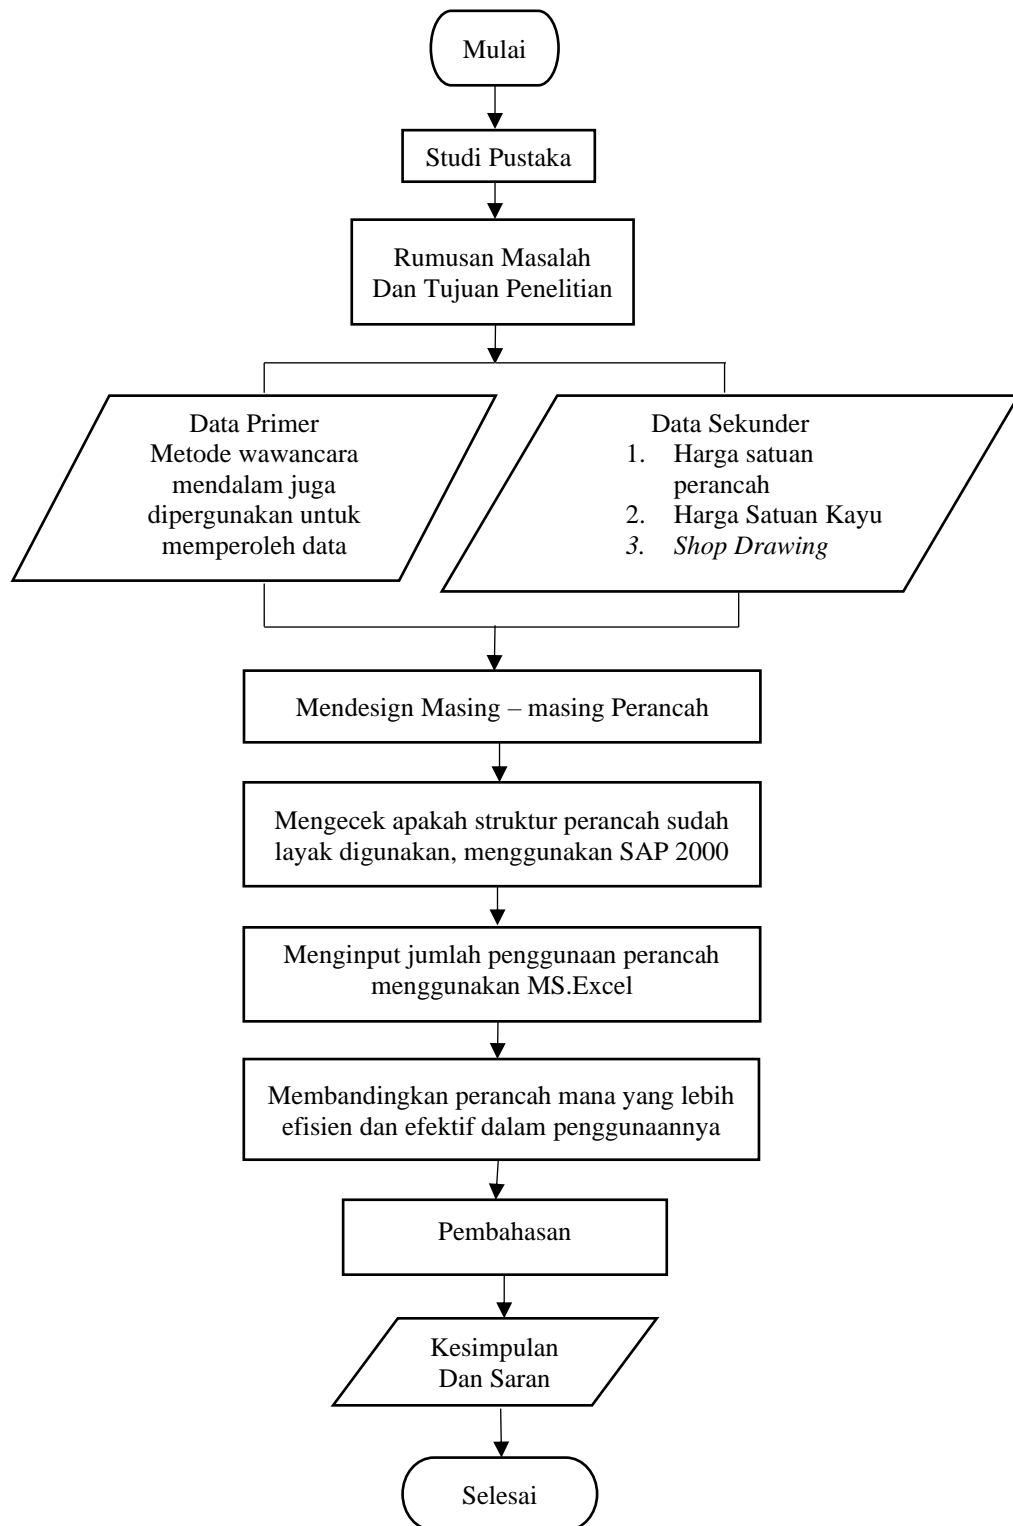 Mulai
Studi Pustaka
Rumusan Masalah
Dan Tujuan Penelitian
Data Primer
Metode wawancara
mendalam juga
dipergunakan untuk
memperoleh data
Data Sekunder
1. Harga satuan
perancah
2. Harga Satuan Kayu
3. Shop Drawing
Mendesign Masing – masing Perancah
Mengecek apakah struktur perancah sudah
layak digunakan, menggunakan SAP 2000
Menginput jumlah penggunaan perancah
menggunakan MS.Excel
Membandingkan perancah mana yang lebih
efisien dan efektif dalam penggunaannya
Pembahasan
Kesimpulan
Dan Saran
Selesai